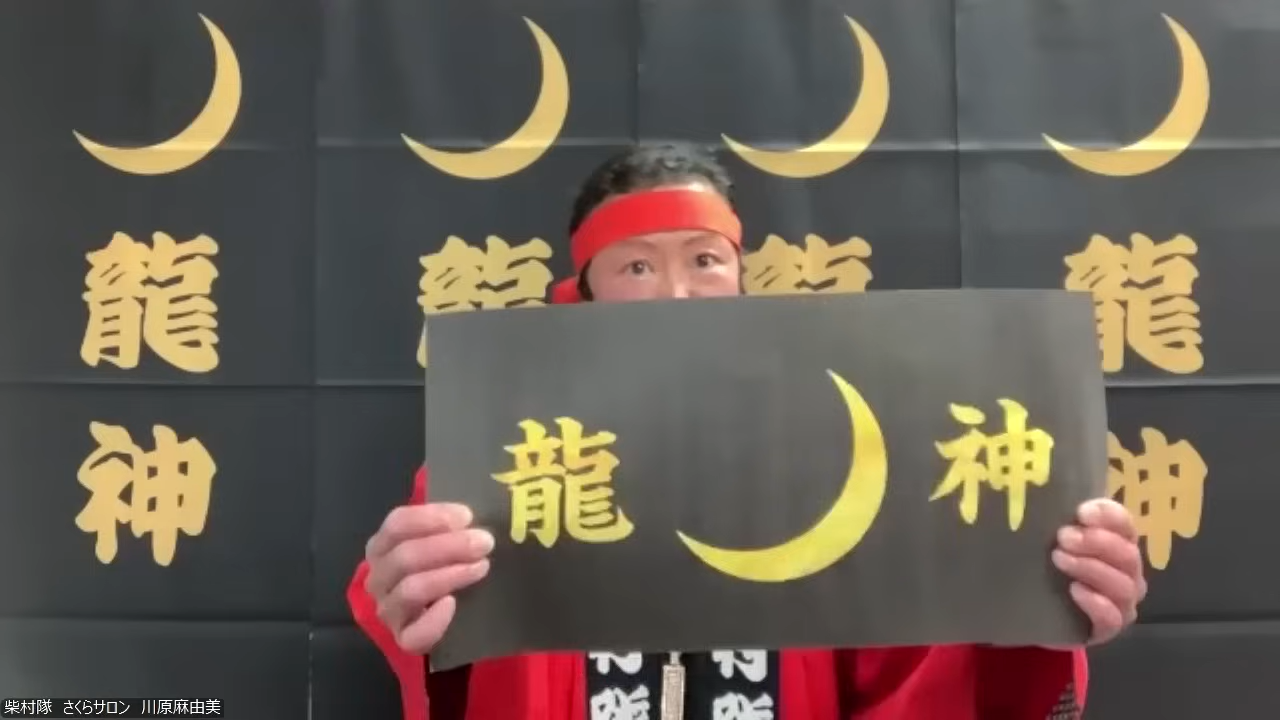 龍神
龍
龍
龍神
龍 神
柴村隊 さくらサロン 川原麻由美